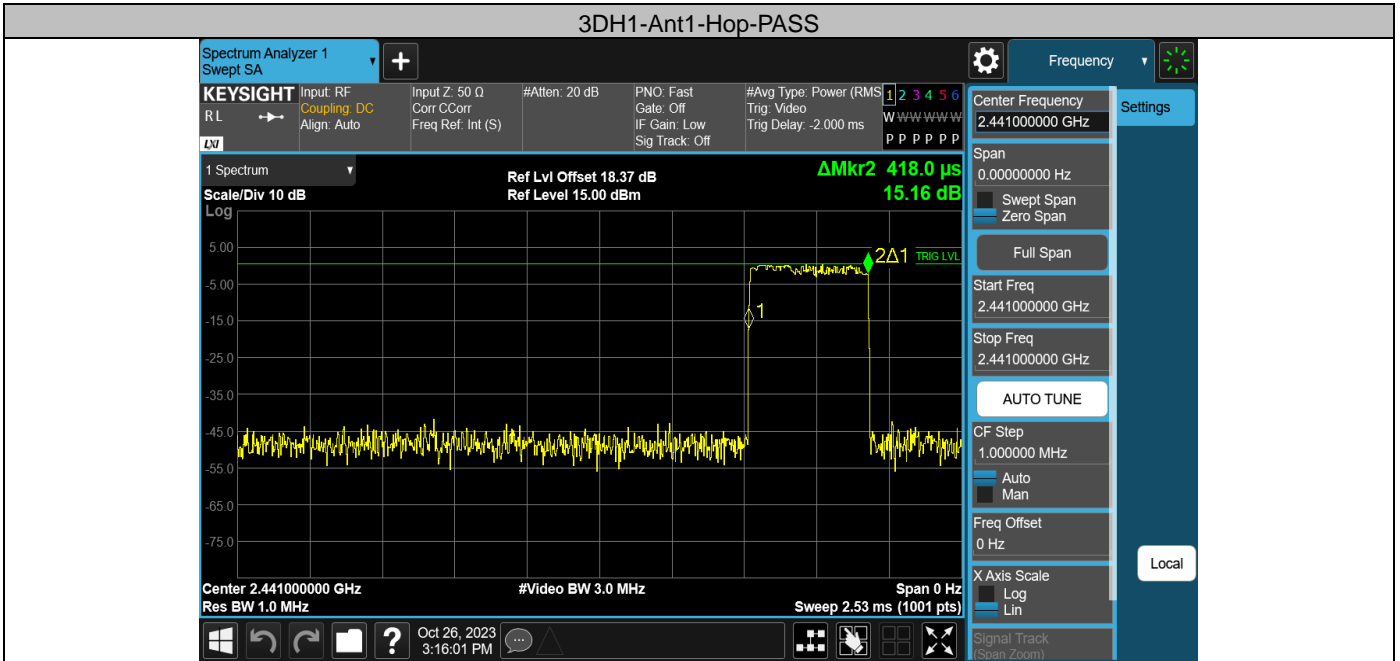 3DH1-Ant1-Hop-PASS
Spectrum Analyzer 1
Swept SA
Frequency
KEYSIGHT
RL
LXI
Input: RF
Coupling: DC
Align: Auto
Input Z: 50 Ω
Corr CCorr
Freq Ref: Int (S)
#Atten: 20 dB
PNO: Fast
Gate: Off
IF Gain: Low
Sig Track: Off
#Avg Type: Power (RMS
Trig: Video
Trig Delay: -2.000 ms
1 2 3 4 5 6
W W W W W W
P P P P P P
1 Spectrum
Scale/Div 10 dB
Log
Ref Lvl Offset 18.37 dB
Ref Level 15.00 dBm
ΔMkr2 418.0 µs
15.16 dB
5.00
-5.00
-15.0
-25.0
-35.0
-45.0
-55.0
-65.0
-75.0
2Δ1
TRIG LVL
1
Center 2.441000000 GHz
Res BW 1.0 MHz
#Video BW 3.0 MHz
Span 0 Hz
Sweep 2.53 ms (1001 pts)
Center Frequency
2.441000000 GHz
Settings
Span
0.00000000 Hz
Swept Span
Zero Span
Full Span
Start Freq
2.441000000 GHz
Stop Freq
2.441000000 GHz
AUTO TUNE
CF Step
1.000000 MHz
Auto
Man
Freq Offset
0 Hz
X Axis Scale
Log
Lin
Signal Track
(Span Zoom)
Local
?
Oct 26, 2023
3:16:01 PM